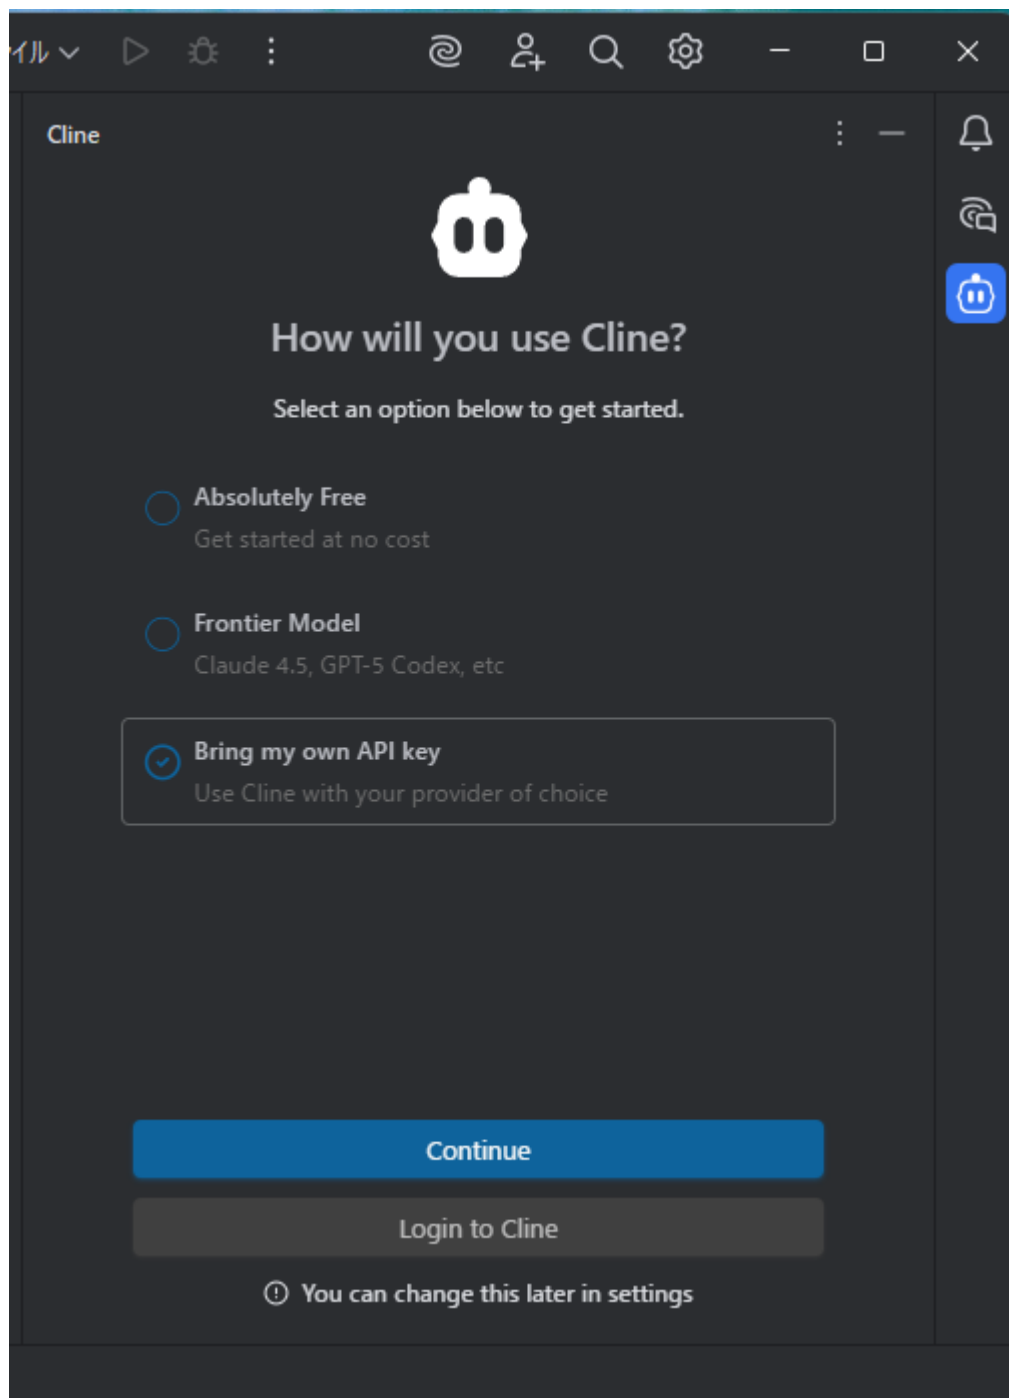 イル
Cline
How will you use Cline?
Select an option below to get started.
Absolutely Free
Get started at no cost
Frontier Model
Claude 4.5, GPT-5 Codex, etc
Bring my own API key
Use Cline with your provider of choice
Continue
Login to Cline
You can change this later in settings